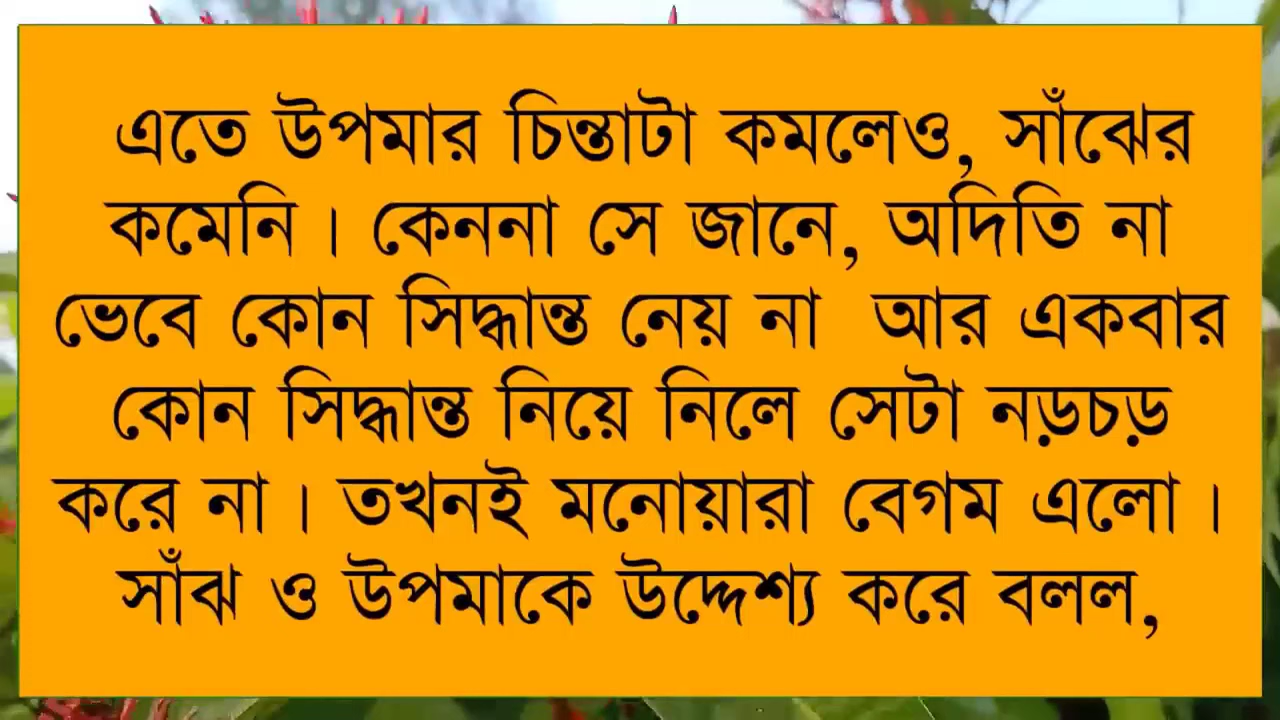 এতে উপমার চিন্তাটা কমলেও, সাঁঝের
কমেনি। কেননা সে জানে, অদিতি না
ভেবে কোন সিদ্ধান্ত নেয় না আর একবার
কোন সিদ্ধান্ত নিয়ে নিলে সেটা নড়চড়
করে না। তখনই মনোয়ারা বেগম এলো।
সাঁঝ ও উপমাকে উদ্দেশ্য করে বলল,